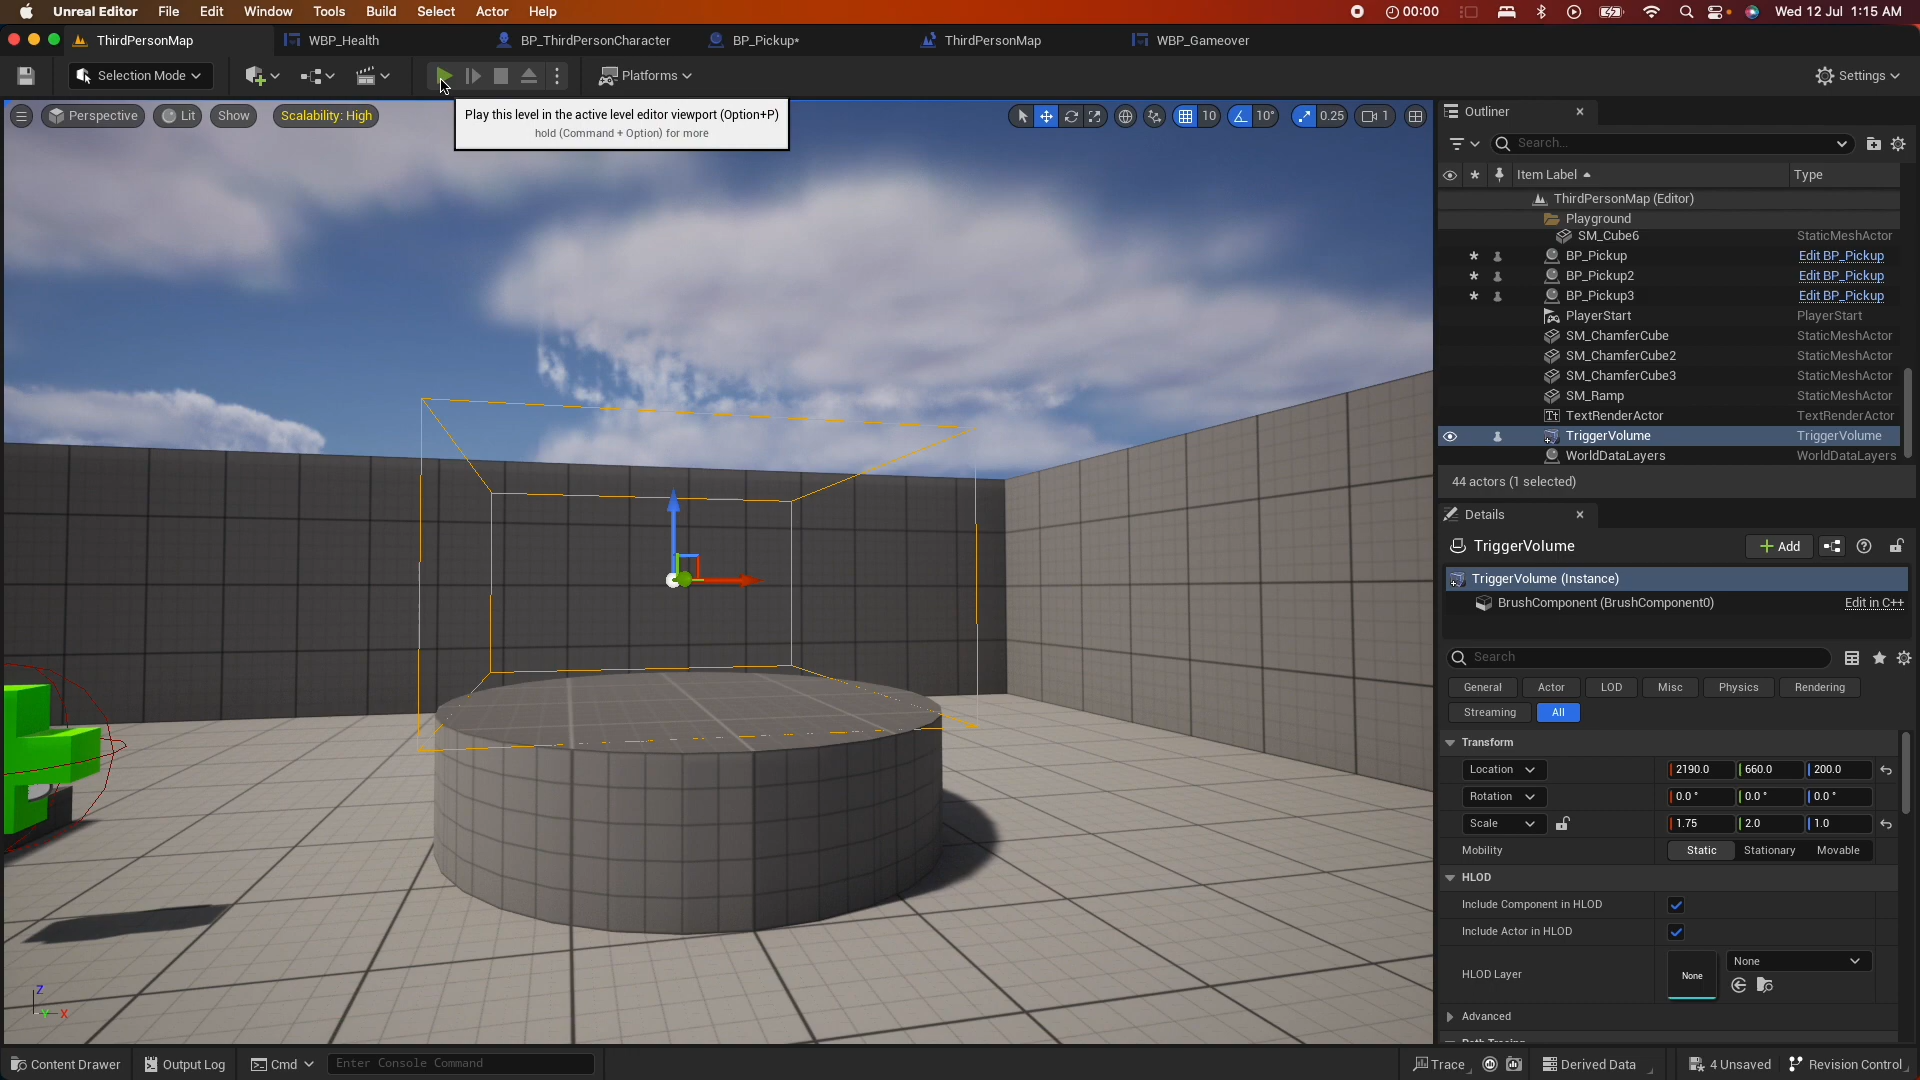 Unreal Editor File Edit Window Tools Build Select Actor Help 00:00 Wed 12 Jul 1:15 AM
ThirdPersonMap WBP_Health BP_ThirdPersonCharacter BP_Pickup* ThirdPersonMap WBP_Gameover
Selection Mode Platforms Settings
Perspective Lit Show Scalability: High
Play this level in the active level editor viewport (Option+P)
hold (Command + Option) for more
10 10° 0.25 1
Outliner
Search...
Item Label Type
ThirdPersonMap (Editor)
Playground
SM_Cube6 StaticMeshActor
BP_Pickup Edit BP_Pickup
BP_Pickup2 Edit BP_Pickup
BP_Pickup3 Edit BP_Pickup
PlayerStart PlayerStart
SM_ChamferCube StaticMeshActor
SM_ChamferCube2 StaticMeshActor
SM_ChamferCube3 StaticMeshActor
SM_Ramp StaticMeshActor
TextRenderActor TextRenderActor
TriggerVolume TriggerVolume
WorldDataLayers WorldDataLayers
44 actors (1 selected)
Details
TriggerVolume Add
TriggerVolume (Instance)
BrushComponent (BrushComponent0) Edit in C++
Search
General Actor LOD Misc Physics Rendering
Streaming All
Transform
Location 2190.0 660.0 200.0
Rotation 0.0 ° 0.0 ° 0.0 °
Scale 1.75 2.0 1.0
Mobility Static Stationary Movable
HLOD
Include Component in HLOD
Include Actor in HLOD
HLOD Layer None None
Advanced
Z
Y X
Content Drawer Output Log Cmd Enter Console Command Trace Derived Data 4 Unsaved Revision Control